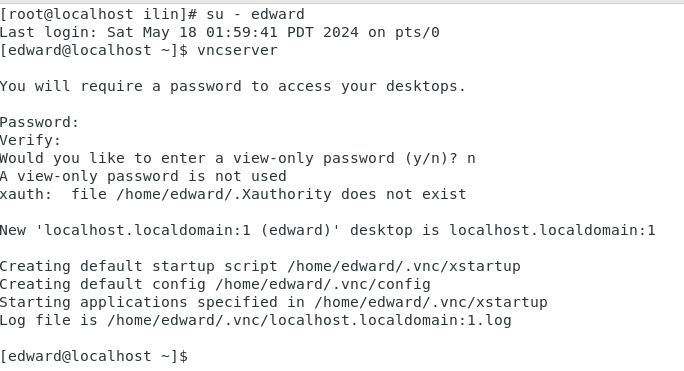 [root@localhost ilin]# su - edward
Last login: Sat May 18 01:59:41 PDT 2024 on pts/0
[edward@localhost ~]$ vncserver
You will require a password to access your desktops.
Password:
Verify:
Would you like to enter a view-only password (y/n)? n
A view-only password is not used
xauth:  file /home/edward/.Xauthority does not exist
New 'localhost.localdomain:1 (edward)' desktop is localhost.localdomain:1
Creating default startup script /home/edward/.vnc/xstartup
Creating default config /home/edward/.vnc/config
Starting applications specified in /home/edward/.vnc/xstartup
Log file is /home/edward/.vnc/localhost.localdomain:1.log
[edward@localhost ~]$